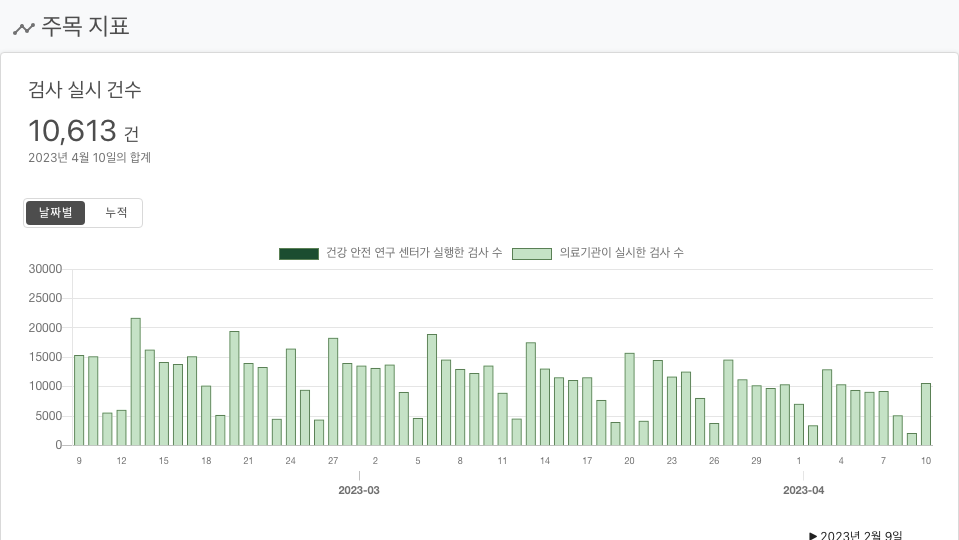 주목 지표
검사 실시 건수
10,613 건
2023년 4월 10일의 합계
날짜별 누적
건강 안전 연구 센터가 실행한 검사 수 의료기관이 실시한 검사 수
30000
25000
20000
15000
10000
5000
0
9 12 15 18 21 24 27 2 5 8 11 14 17 20 23 26 29 1 4 7 10
2023-03 2023-04
▶ 2023년 2월 9일